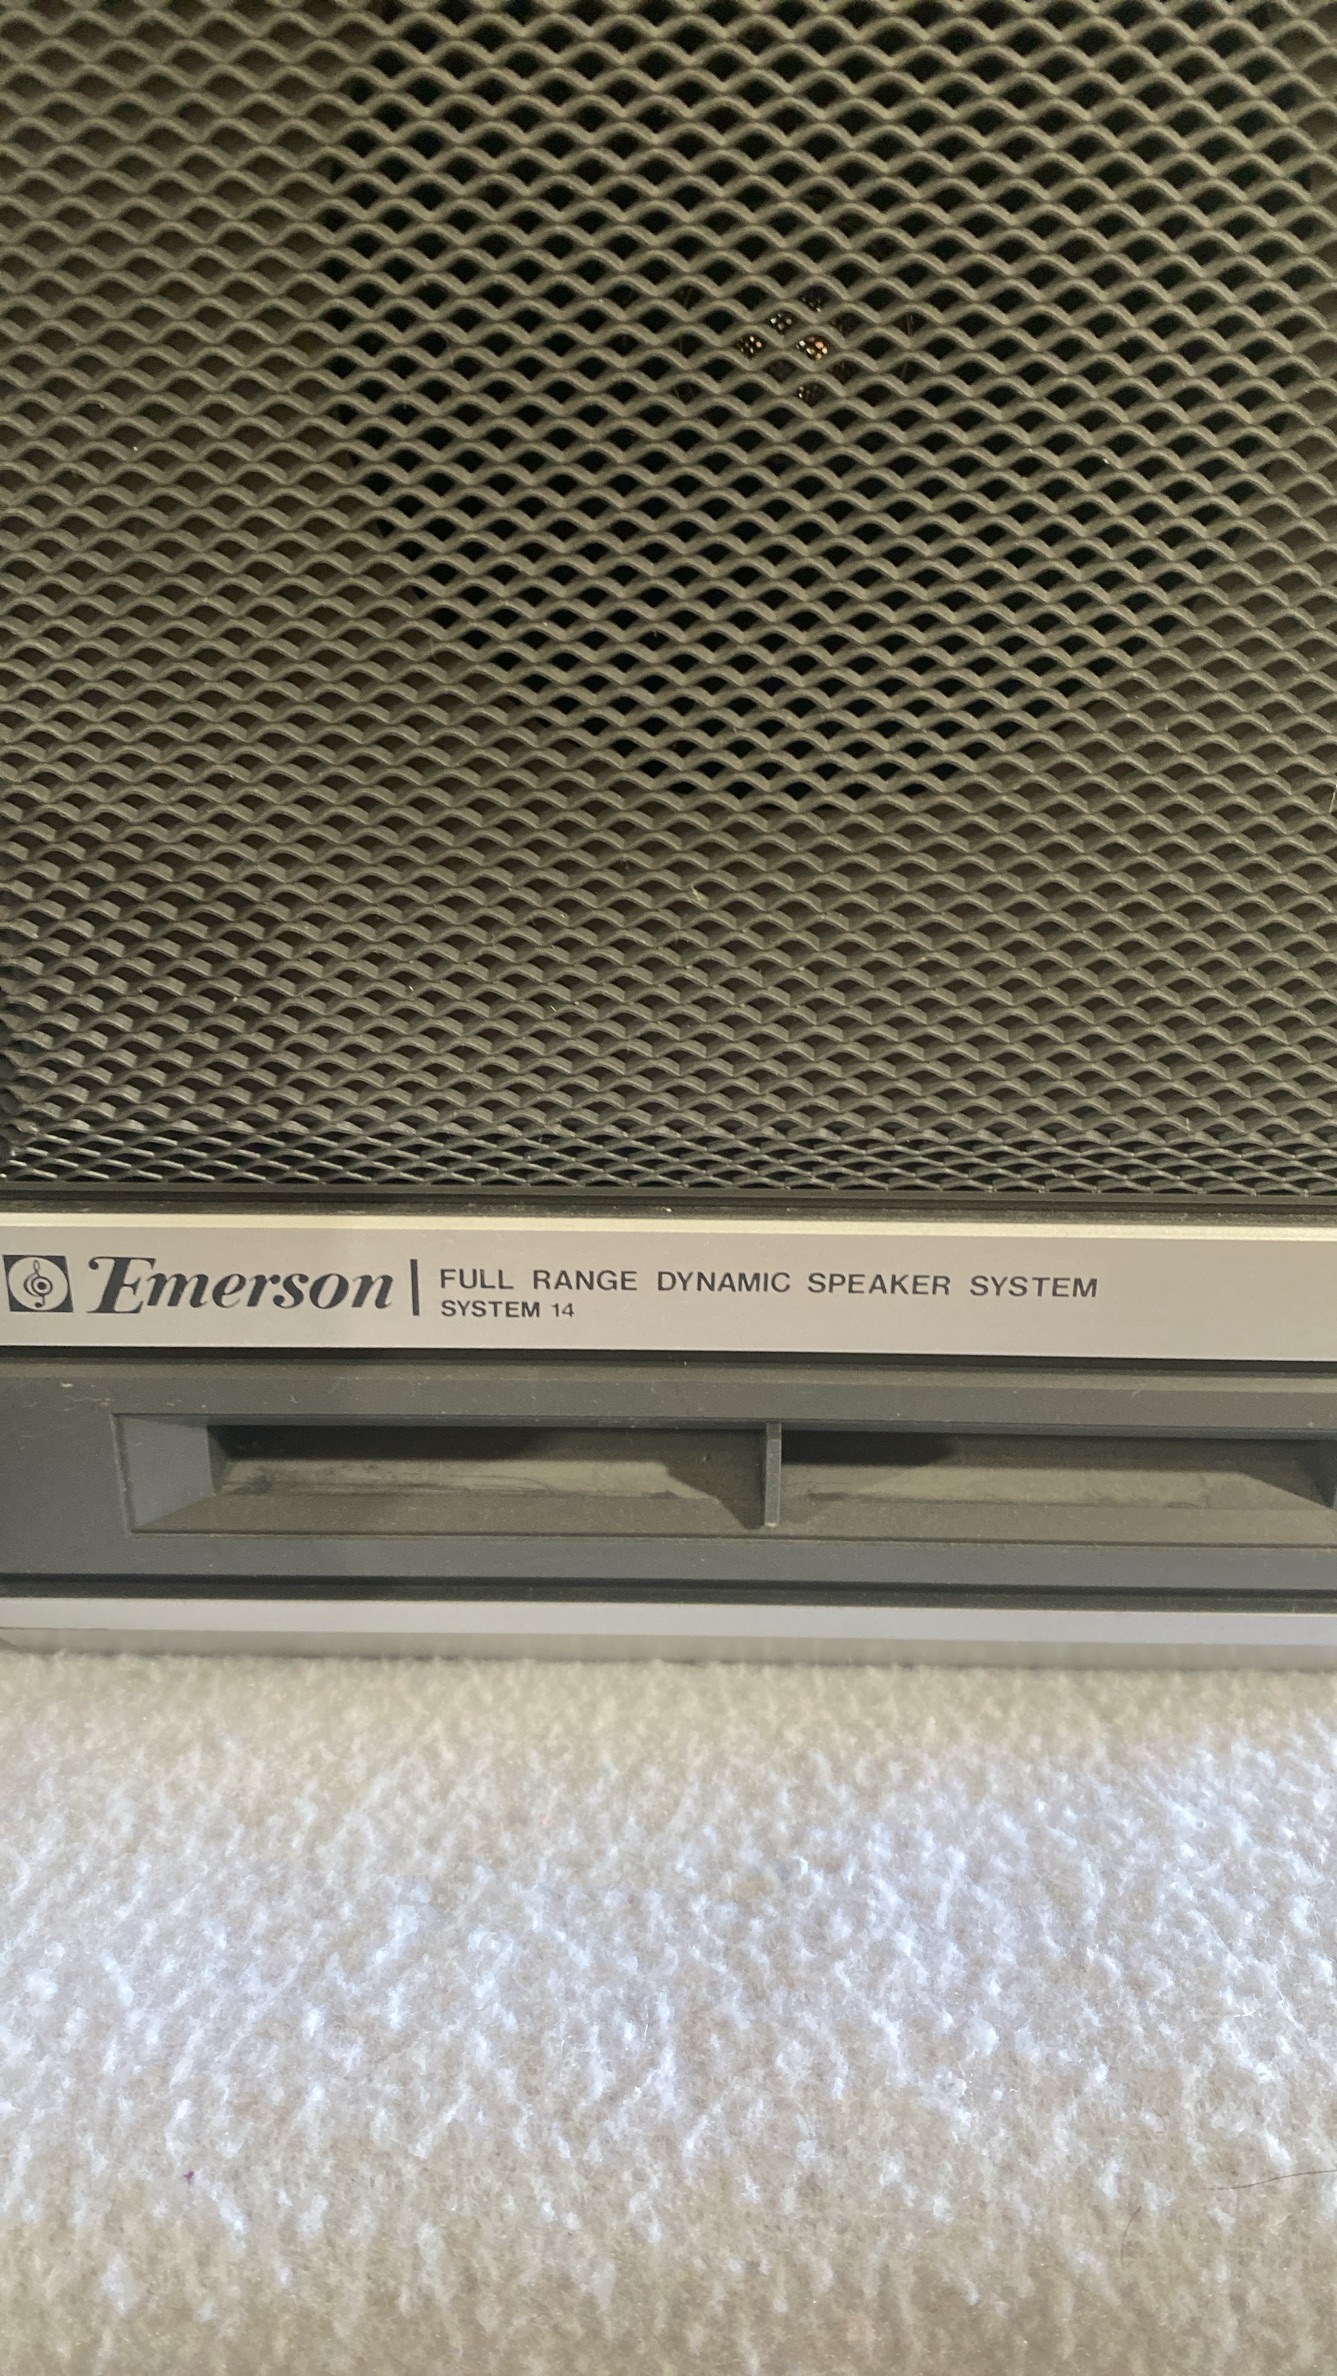 Emerson
FULL RANGE DYNAMIC SPEAKER SYSTEM
SYSTEM 14